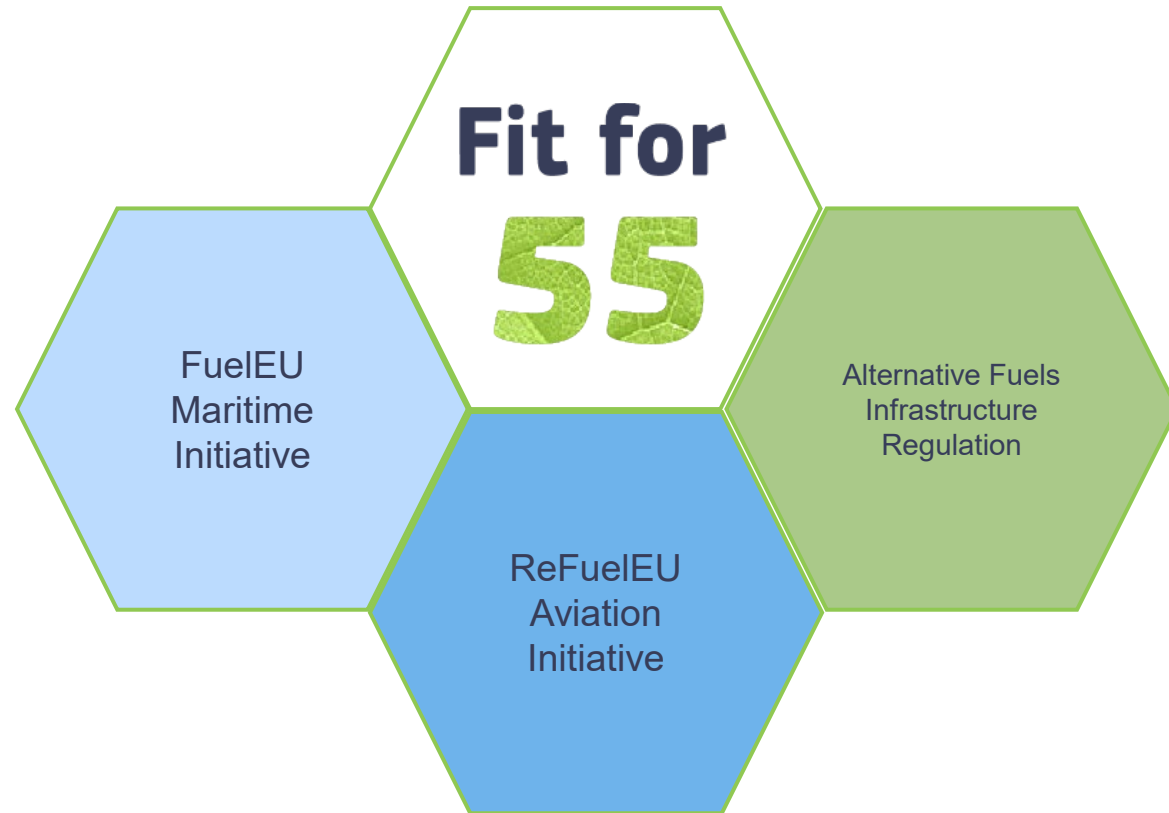 Fit for
55
FuelEU
Maritime
Initiative
Alternative Fuels
Infrastructure
Regulation
ReFuelEU
Aviation
Initiative